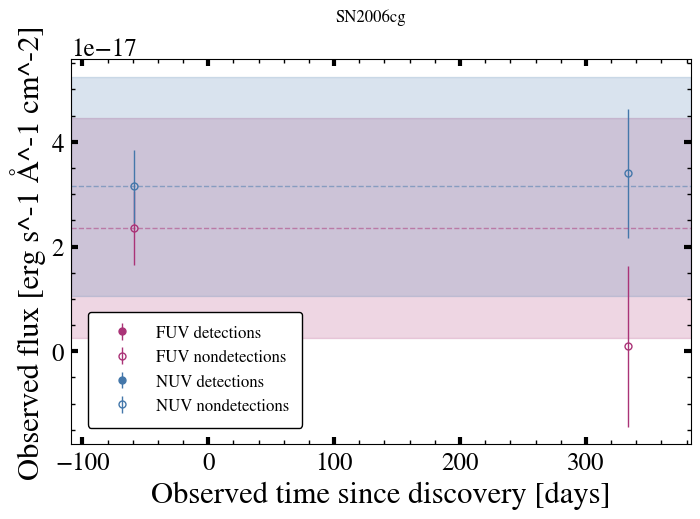 SN2006cg
1e−17
Observed flux [erg s^-1 Å^-1 cm^-2]
4
2
0
FUV detections
FUV nondetections
NUV detections
NUV nondetections
−100 0 100 200 300
Observed time since discovery [days]